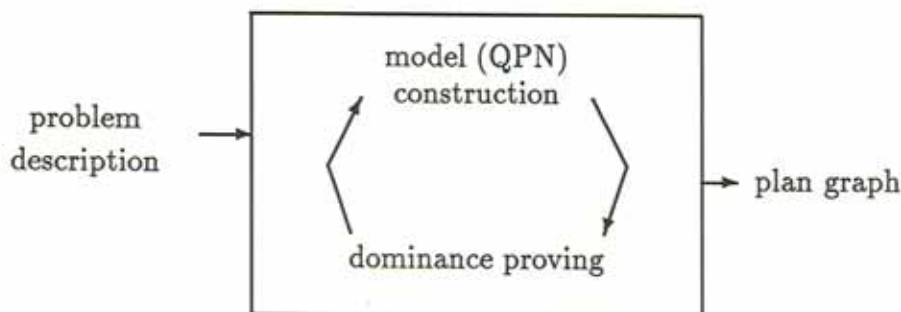 problem
description
model (QPN)
construction
dominance proving
plan graph